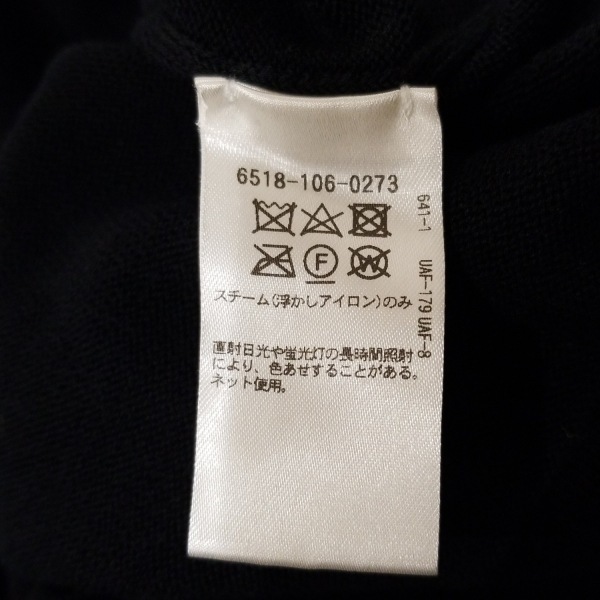 6518-106-0273
F
W
スチーム(浮かしアイロン)のみ
直射日光や蛍光灯の長時間照射
により、色あせすることがある。
ネット使用。
641-1 UAF-179 UAF-8